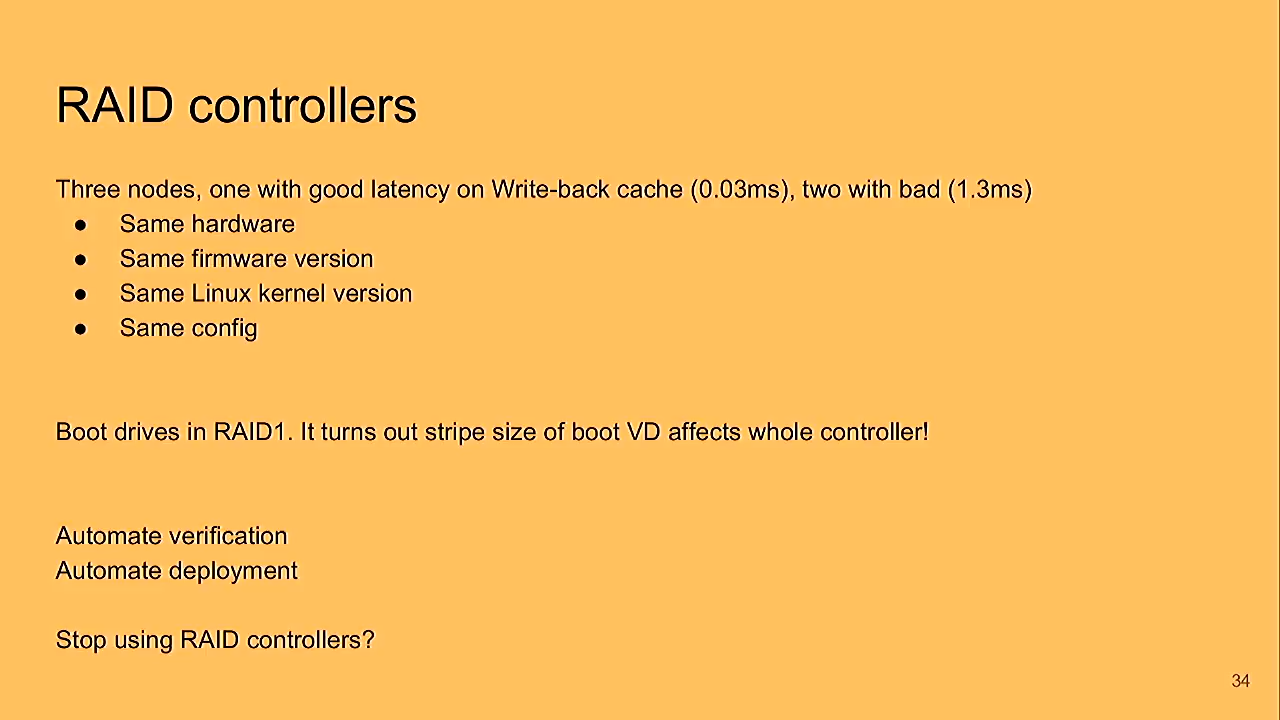 RAID controllers
Three nodes, one with good latency on Write-back cache (0.03ms), two with bad (1.3ms)
● Same hardware
● Same firmware version
● Same Linux kernel version
● Same config
Boot drives in RAID1. It turns out stripe size of boot VD affects whole controller!
Automate verification
Automate deployment
Stop using RAID controllers?
34